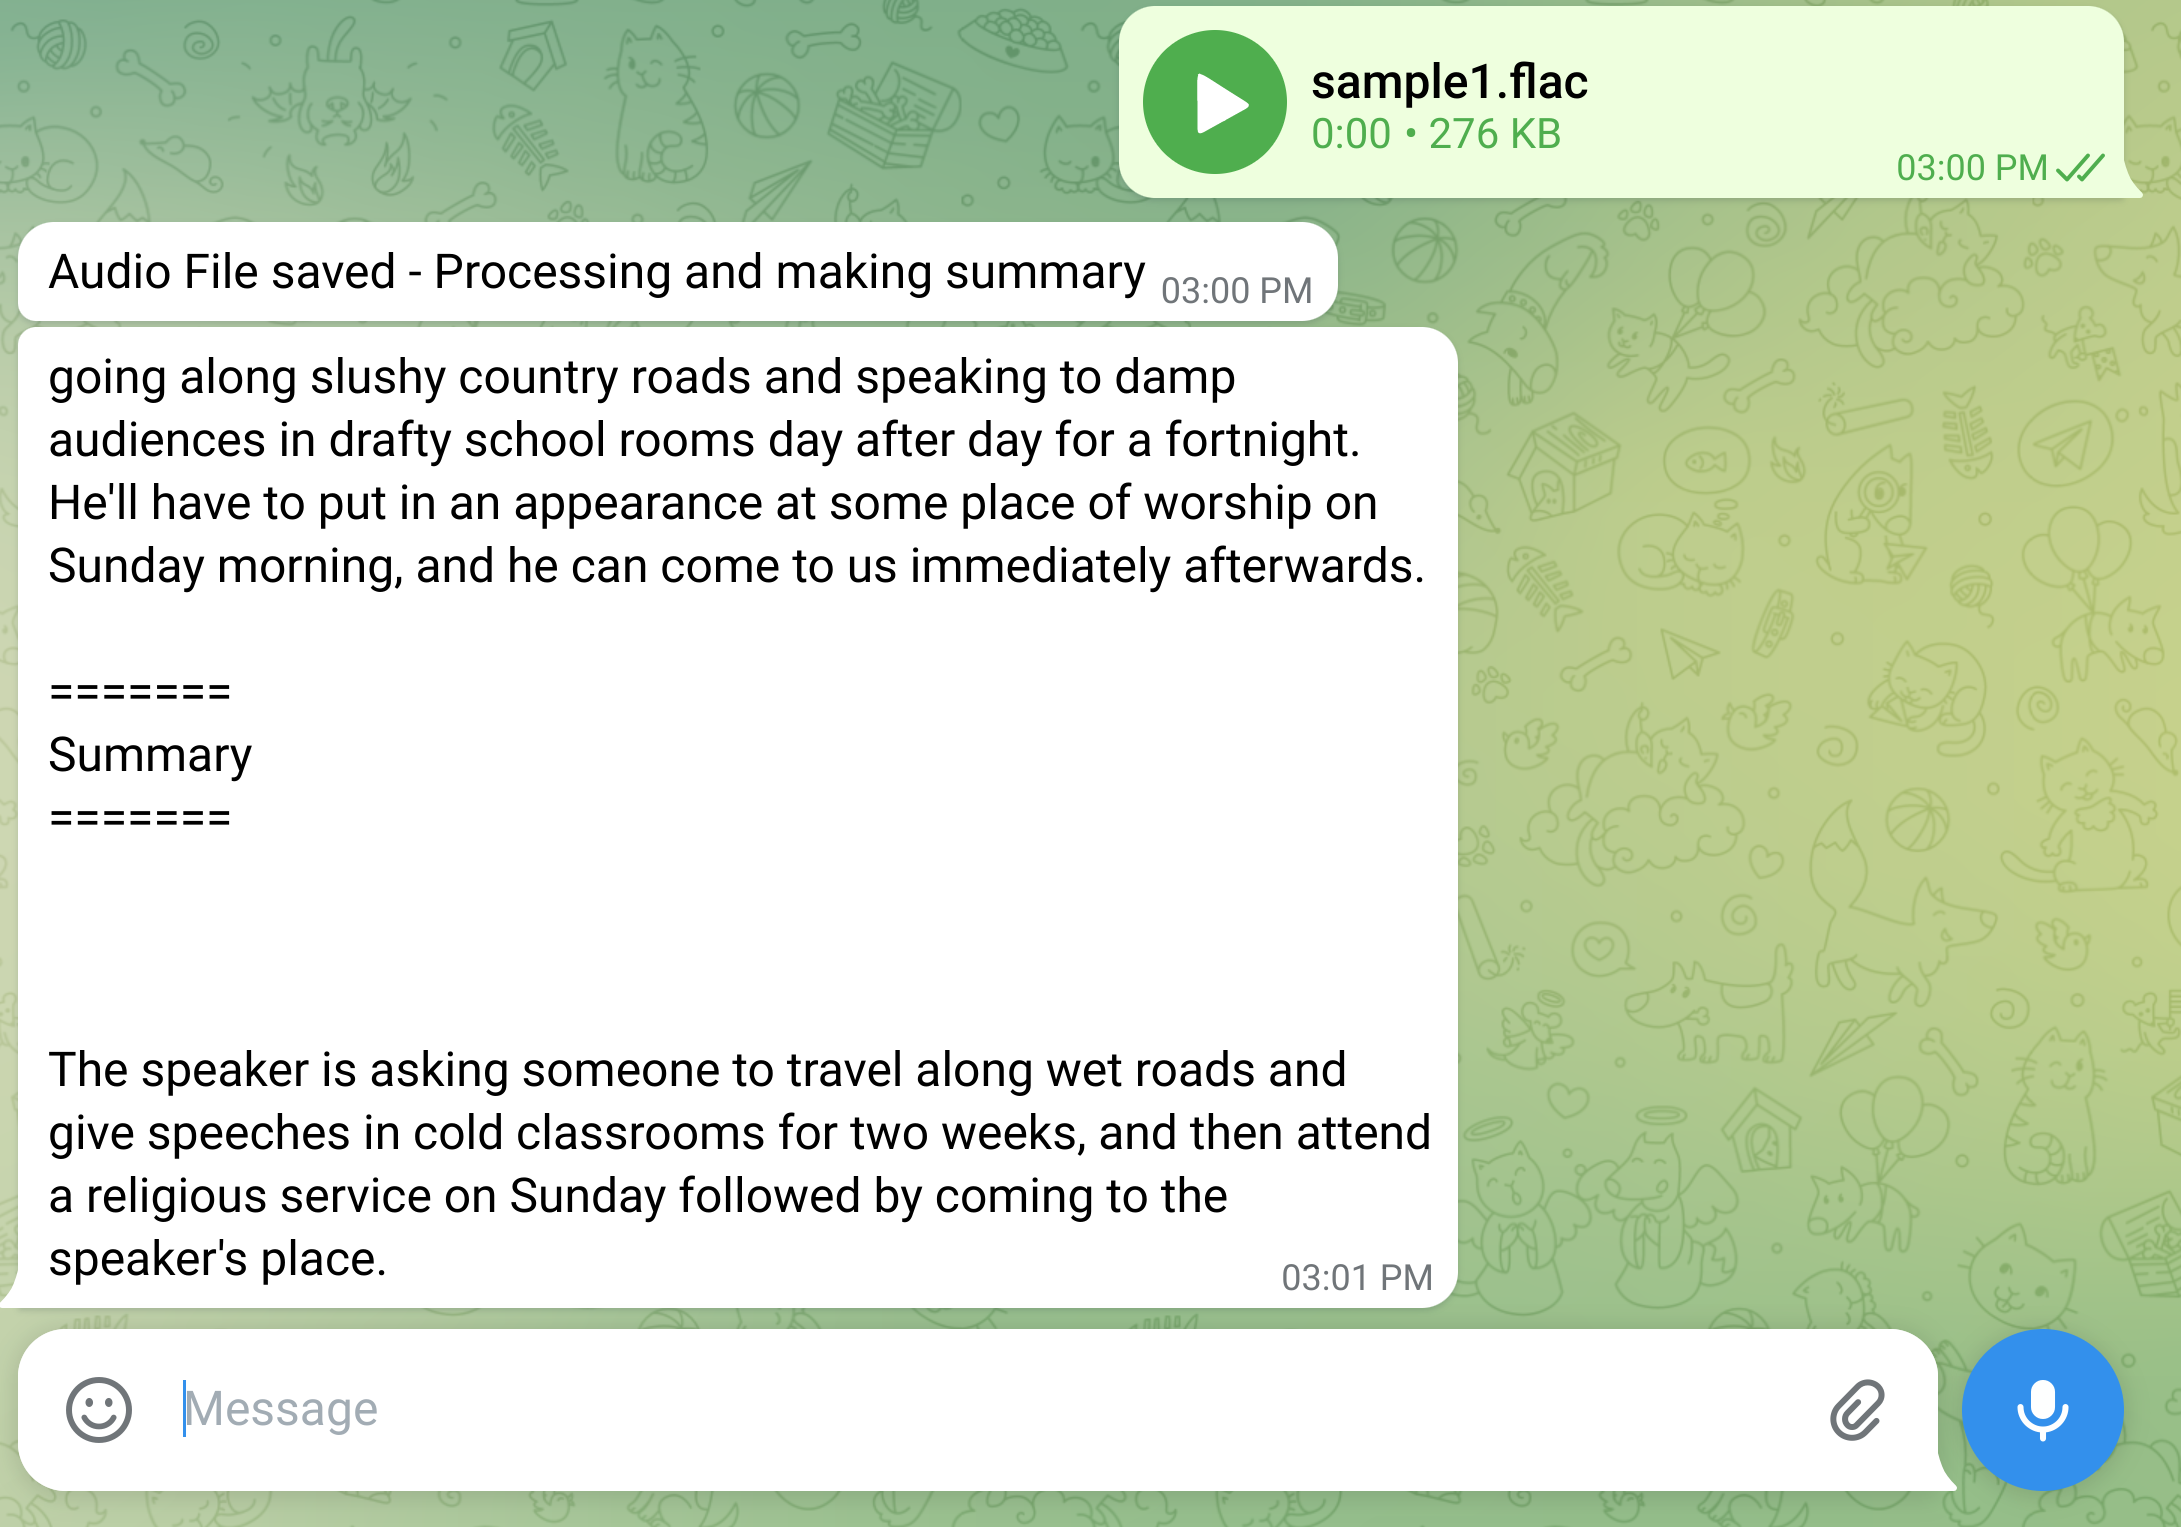 sample1.flac
0:00 • 276 KB
03:00 PM
Audio File saved - Processing and making summary 03:00 PM
going along slushy country roads and speaking to damp
audiences in drafty school rooms day after day for a fortnight.
He'll have to put in an appearance at some place of worship on
Sunday morning, and he can come to us immediately afterwards.
=======
Summary
=======
The speaker is asking someone to travel along wet roads and
give speeches in cold classrooms for two weeks, and then attend
a religious service on Sunday followed by coming to the
speaker's place.
03:01 PM
Message